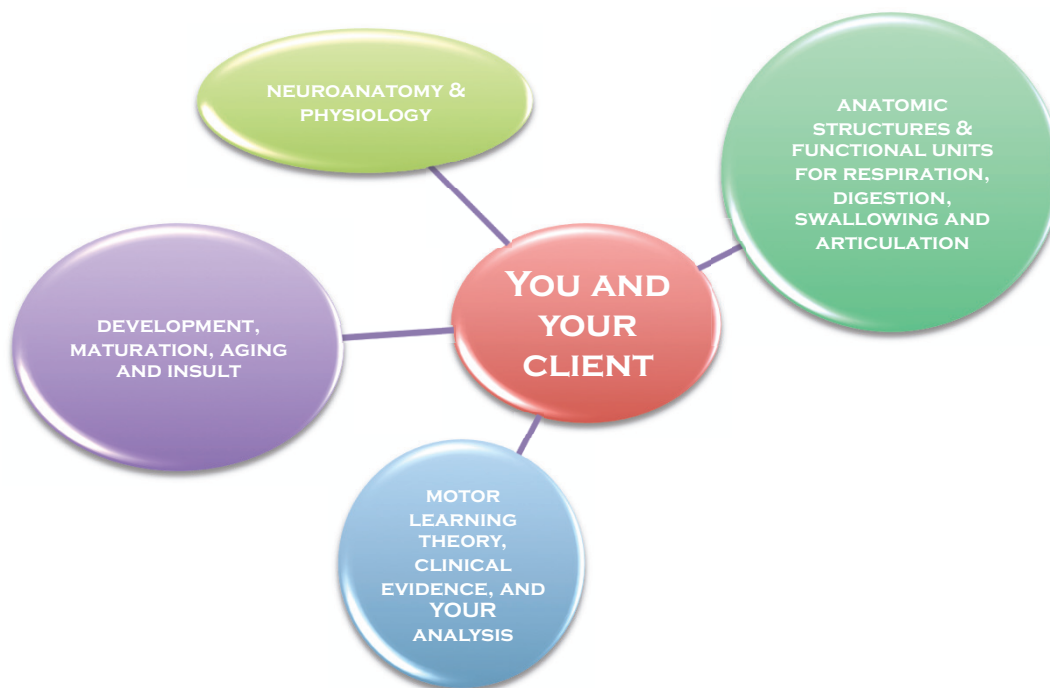 NEUROANATOMY &
PHYSIOLOGY
ANATOMIC
STRUCTURES &
FUNCTIONAL UNITS
FOR RESPIRATION,
DIGESTION,
SWALLOWING AND
ARTICULATION
YOU AND
YOUR
CLIENT
DEVELOPMENT,
MATURATION, AGING
AND INSULT
MOTOR
LEARNING
THEORY,
CLINICAL
EVIDENCE, AND
YOUR
ANALYSIS